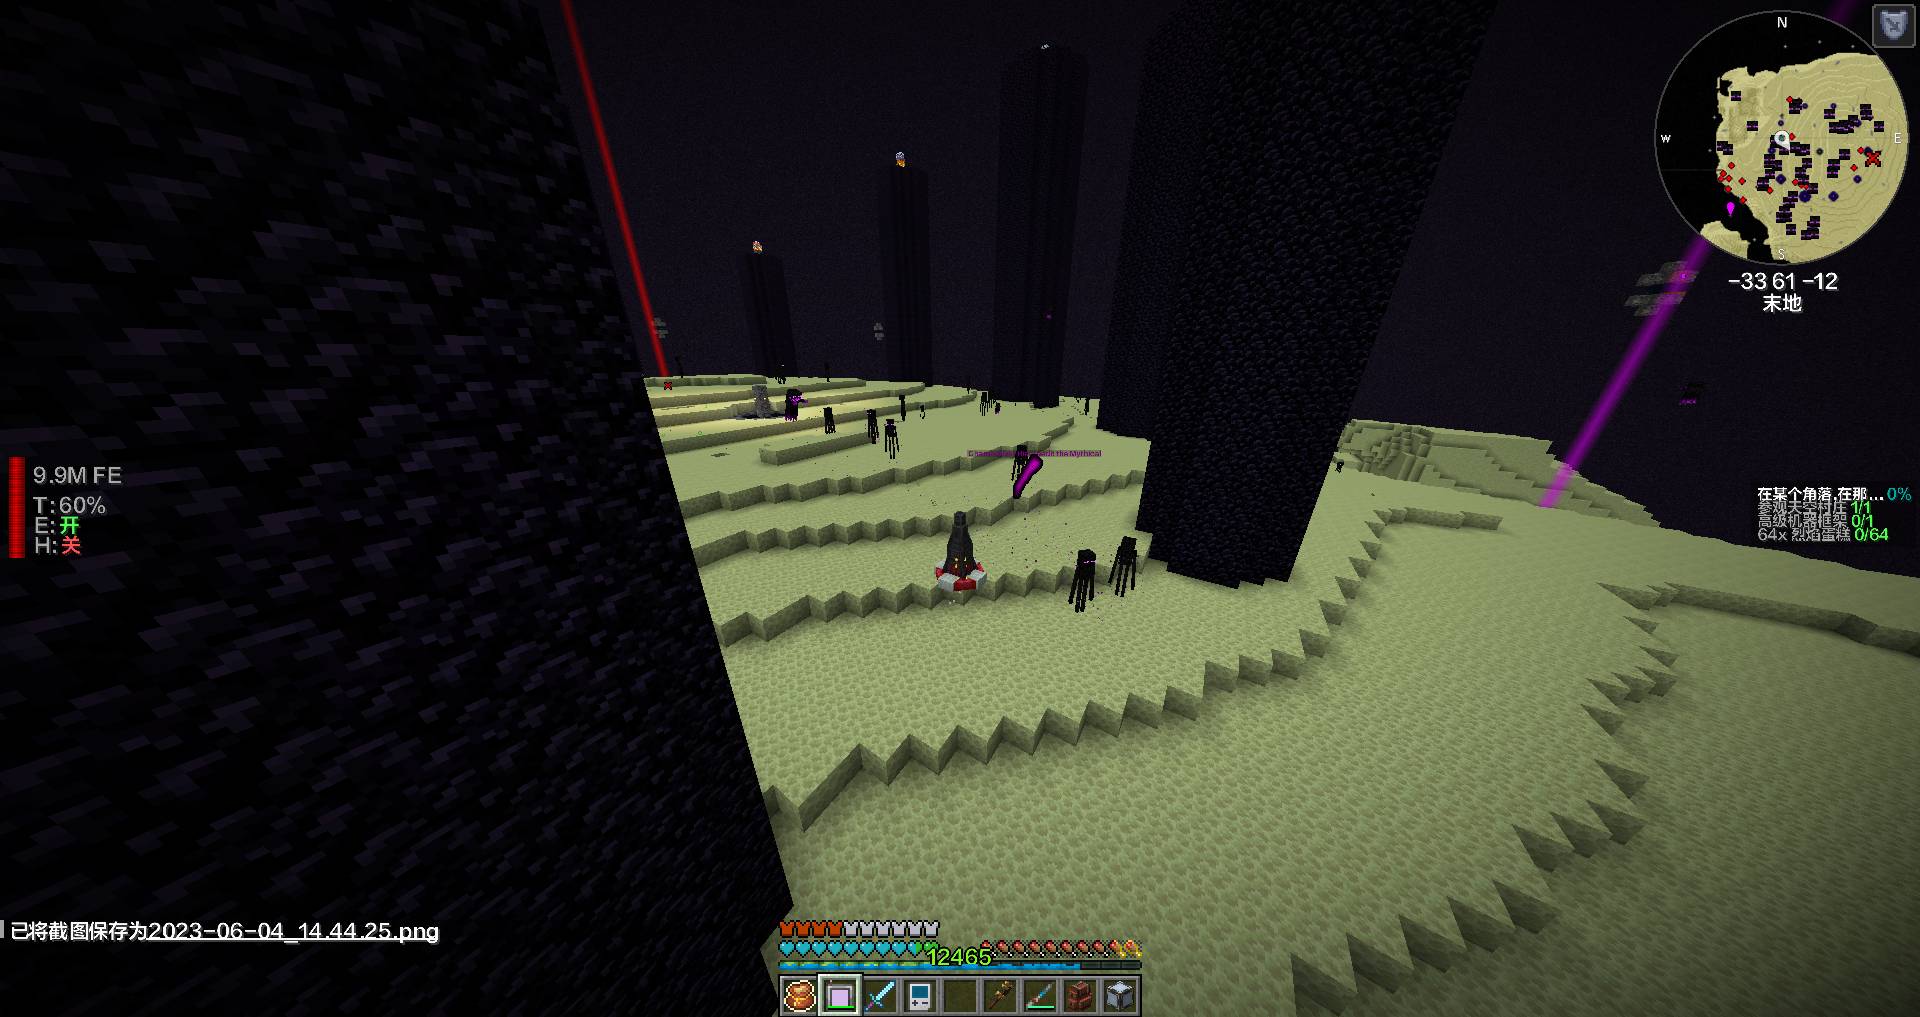 N
W
E
S
-33 61 -12
末地
9.9M FE
T: 60%
E: 开
H: 关
the Mythical
在某个角落,在那... 0%
参观天空村庄 1/1
高级机器框架 0/1
64x 烈焰蛋糕 0/64
已将截图保存为2023-06-04_14.44.25.png
12465